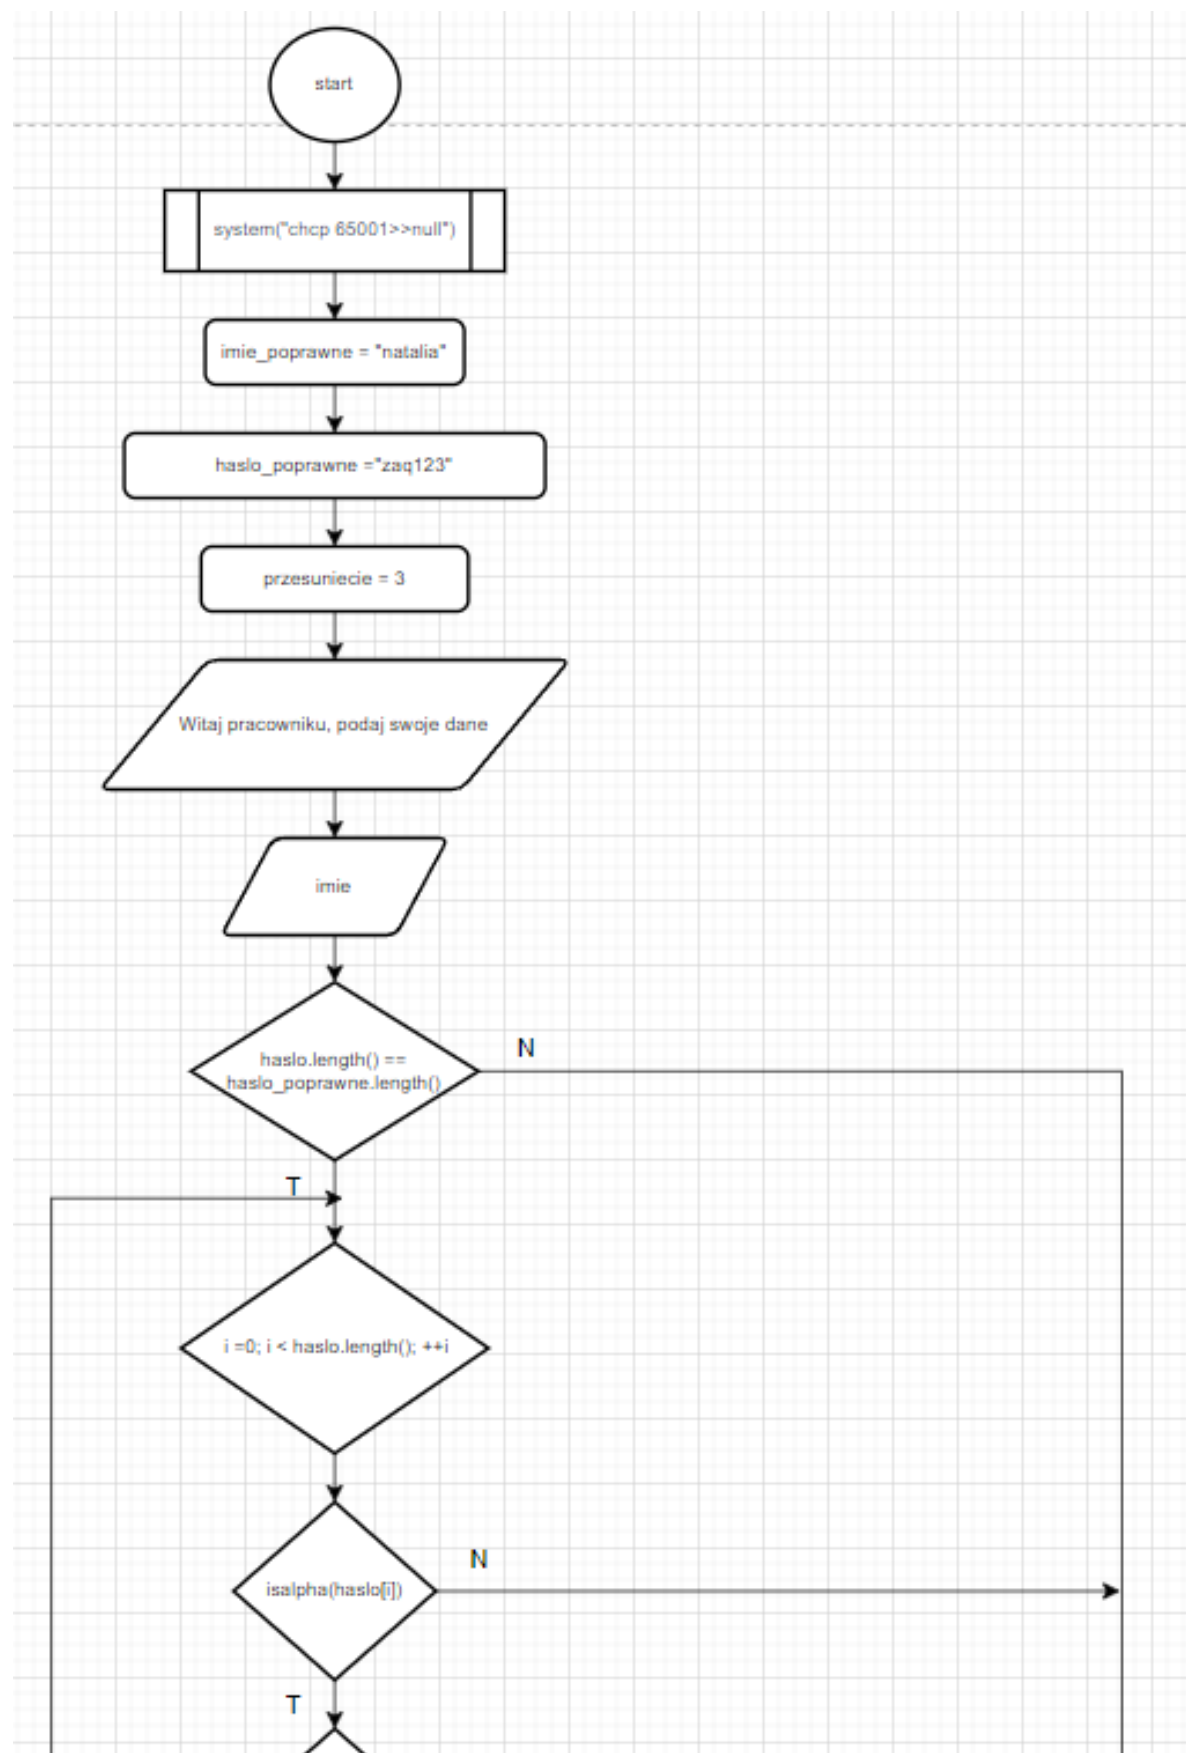 start
system("chcp 65001>>null")
imie_poprawne = "natalia"
haslo_poprawne ="zaq123"
przesuniecie = 3
Witaj pracowniku, podaj swoje dane
imie
haslo.length() ==
haslo_poprawne.length()
N
T
i =0; i < haslo.length(); ++i
N
isalpha(haslo[i])
T